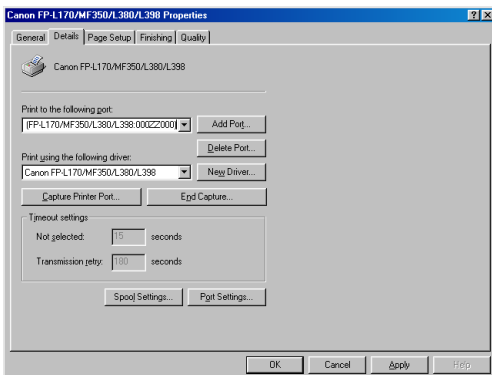 Canon FP-L170/MF350/L380/L398 Properties
General Details Page Setup Finishing Quality
Canon FP-L170/MF350/L380/L398
Print to the following port:
(FP-L170/MF350/L380/L398:000ZZ000) Add Port...
Delete Port...
Print using the following driver:
Canon FP-L170/MF350/L380/L398 New Driver...
Capture Printer Port... End Capture...
Timeout settings
Not selected: 15 seconds
Transmission retry: 180 seconds
Spool Settings... Port Settings...
OK Cancel Apply Help